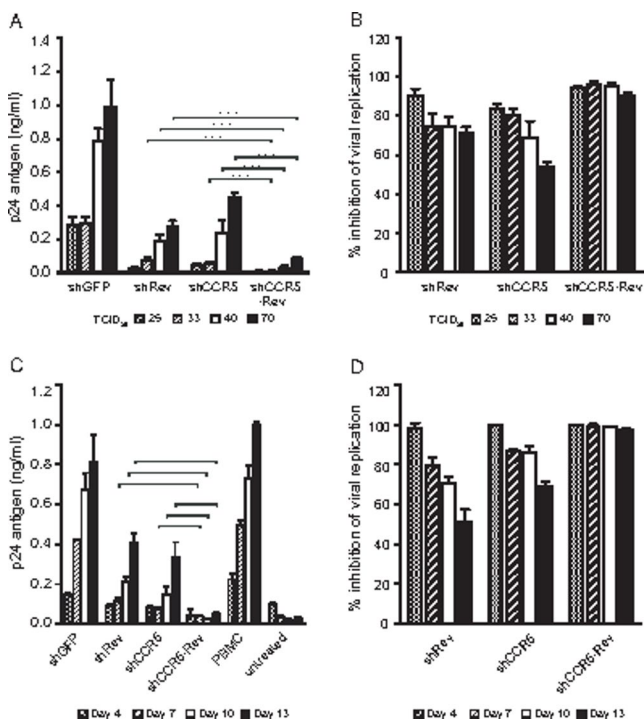 A
p24 antigen (ng/ml)
1.4
1.2
1.0
0.8
0.6
0.4
0.2
0.0
shGFP
shRev
shCCR5
shCCR5
-Rev
TCID50
29
33
40
70
B
% inhibition of viral replication
120
100
80
60
40
20
0
shRev
shCCR5
shCCR5-Rev
TCID50
29
33
40
70
C
p24 antigen (ng/ml)
1.2
1.0
0.8
0.6
0.4
0.2
0.0
shGFP
shRev
shCCR5
shCCR5-Rev
PBMC
untreated
Day 4
Day 7
Day 10
Day 13
D
% inhibition of viral replication
120
100
80
60
40
20
0
shRev
shCCR5
shCCR5-Rev
Day 4
Day 7
Day 10
Day 13